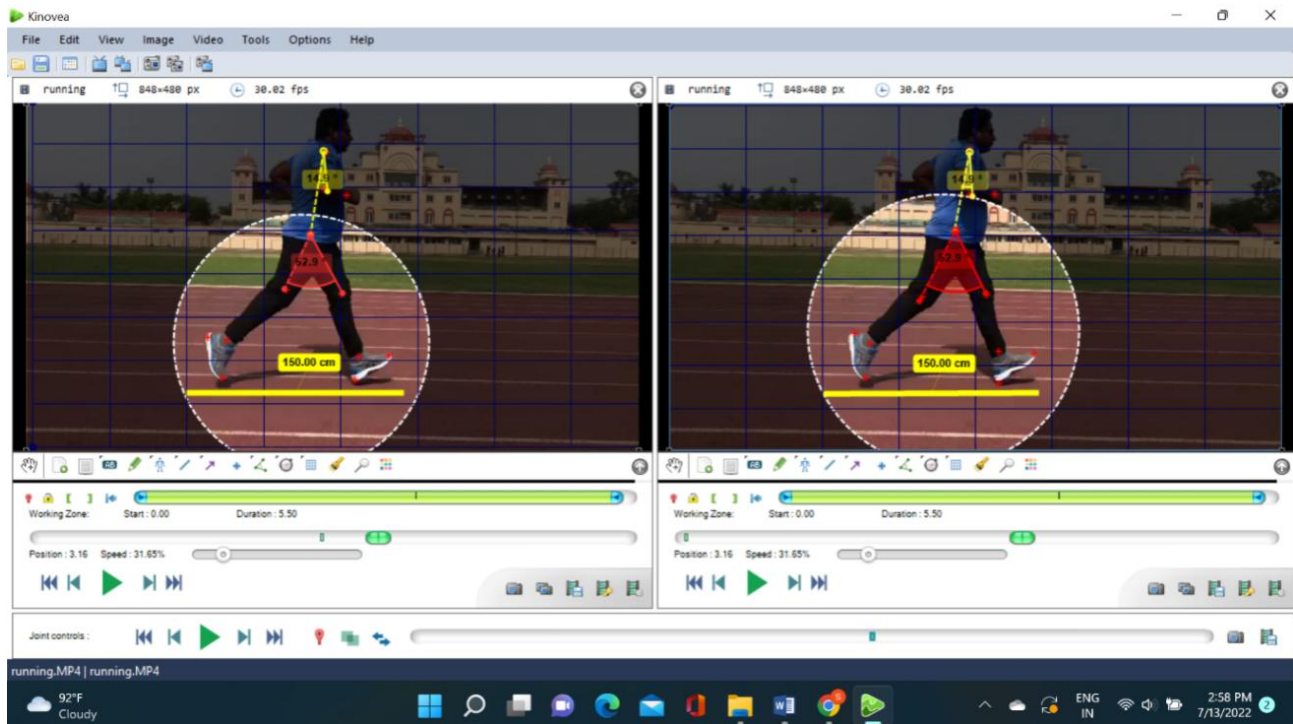 Kinovea
File Edit View Image Video Tools Options Help
running 848×480 px 30.02 fps
running 848×480 px 30.02 fps
14.9 °
52.9 °
150.00 cm
14.9 °
52.9 °
150.00 cm
Working Zone: Start : 0.00 Duration : 5.50
Working Zone: Start : 0.00 Duration : 5.50
Position : 3.16 Speed : 31.65%
Position : 3.16 Speed : 31.65%
Joint controls :
running.MP4 | running.MP4
92°F
Cloudy
ENG
IN
2:58 PM
7/13/2022
2